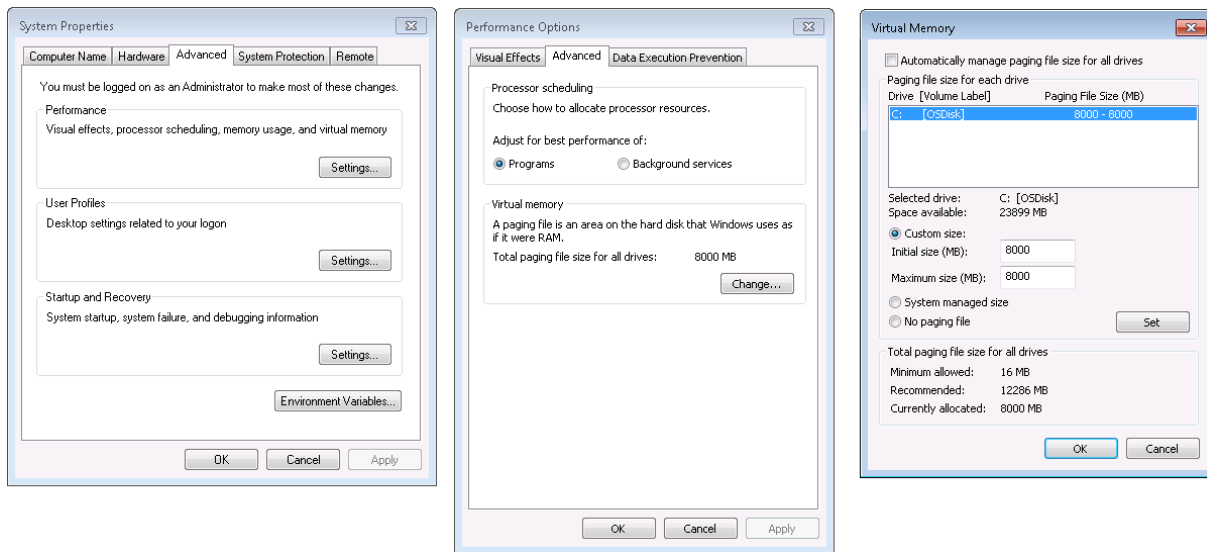 System Properties
Computer Name Hardware Advanced System Protection Remote
You must be logged on as an Administrator to make most of these changes.
Performance
Visual effects, processor scheduling, memory usage, and virtual memory
Settings...
User Profiles
Desktop settings related to your logon
Settings...
Startup and Recovery
System startup, system failure, and debugging information
Settings...
Environment Variables...
OK Cancel Apply
Performance Options
Visual Effects Advanced Data Execution Prevention
Processor scheduling
Choose how to allocate processor resources.
Adjust for best performance of:
Programs Background services
Virtual memory
A paging file is an area on the hard disk that Windows uses as
if it were RAM.
Total paging file size for all drives: 8000 MB
Change...
OK Cancel Apply
Virtual Memory
Automatically manage paging file size for all drives
Paging file size for each drive
Drive [Volume Label] Paging File Size (MB)
C: [OSDisk] 8000 - 8000
Selected drive: C: [OSDisk]
Space available: 23899 MB
Custom size:
Initial size (MB): 8000
Maximum size (MB): 8000
System managed size
No paging file Set
Total paging file size for all drives
Minimum allowed: 16 MB
Recommended: 12286 MB
Currently allocated: 8000 MB
OK Cancel